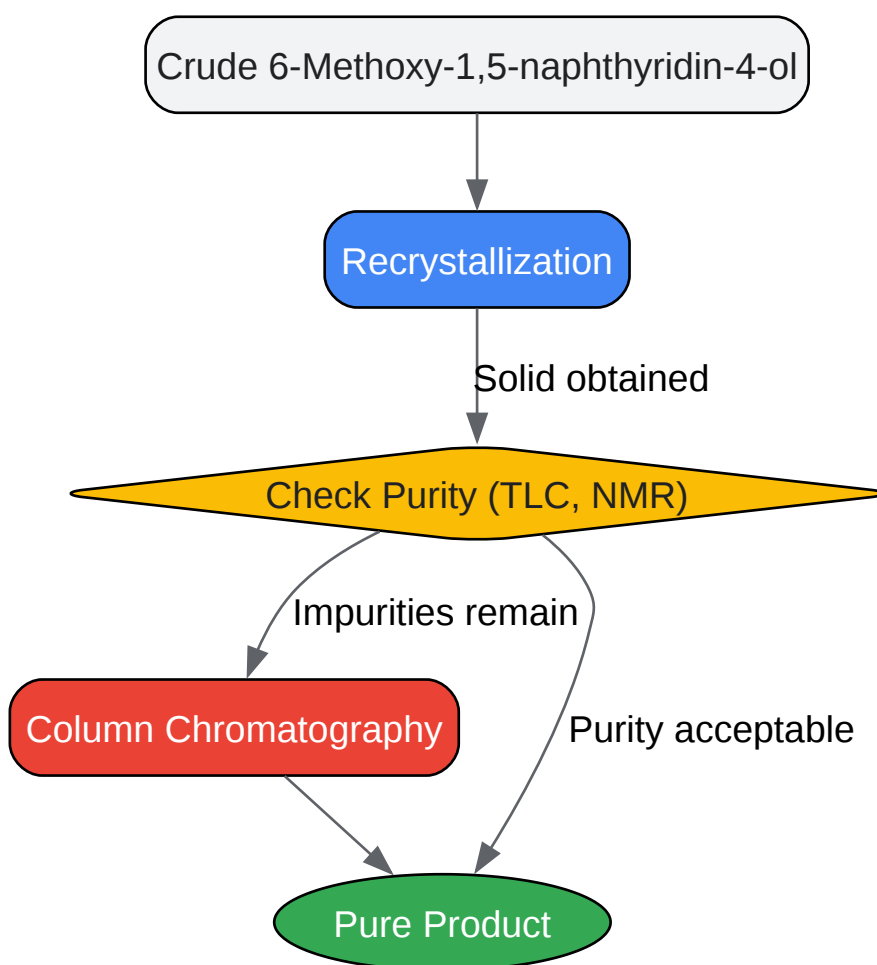 Crude 6-Methoxy-1,5-naphthyridin-4-ol
Recrystallization
Solid obtained
Check Purity (TLC, NMR)
Impurities remain
Column Chromatography
Purity acceptable
Pure Product